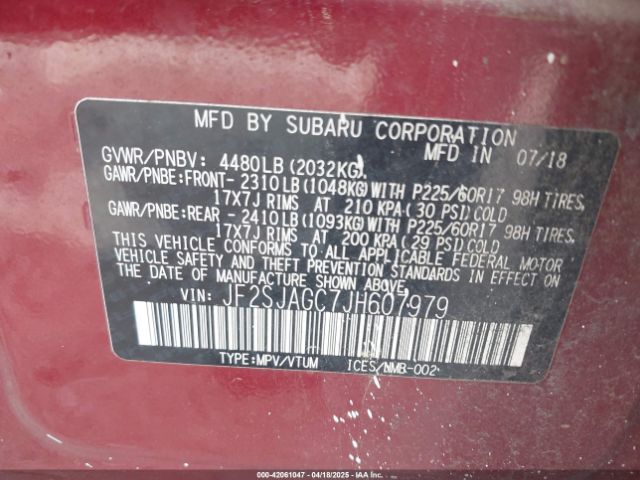 MFD BY SUBARU CORPORATION
MFD IN 07/18
GVWR/PNBV: 4480LB(2032KG).
GAWR/PNBE:FRONT- 2310LB(1048KG)WITH P225/60R17 98H TIRES,
17X7J RIMS AT 210 KPA(30 PSI)COLD
GAWR/PNBE:REAR - 2410LB(1093KG)WITH P225/60R17 98H TIRES,
17X7J RIMS AT 200 KPA(29 PSI)COLD
THIS VEHICLE CONFORMS TO ALL APPLICABLE FEDERAL MOTOR
VEHICLE SAFETY AND THEFT PREVENTION STANDARDS IN EFFECT ON
THE DATE OF MANUFACTURE SHOWN ABOVE.
VIN: JF2SJAGC7JH607979
TYPE:MPV/VTUM ICES/NMB-002
000-42061047 - 04/18/2025 - IAA Inc.